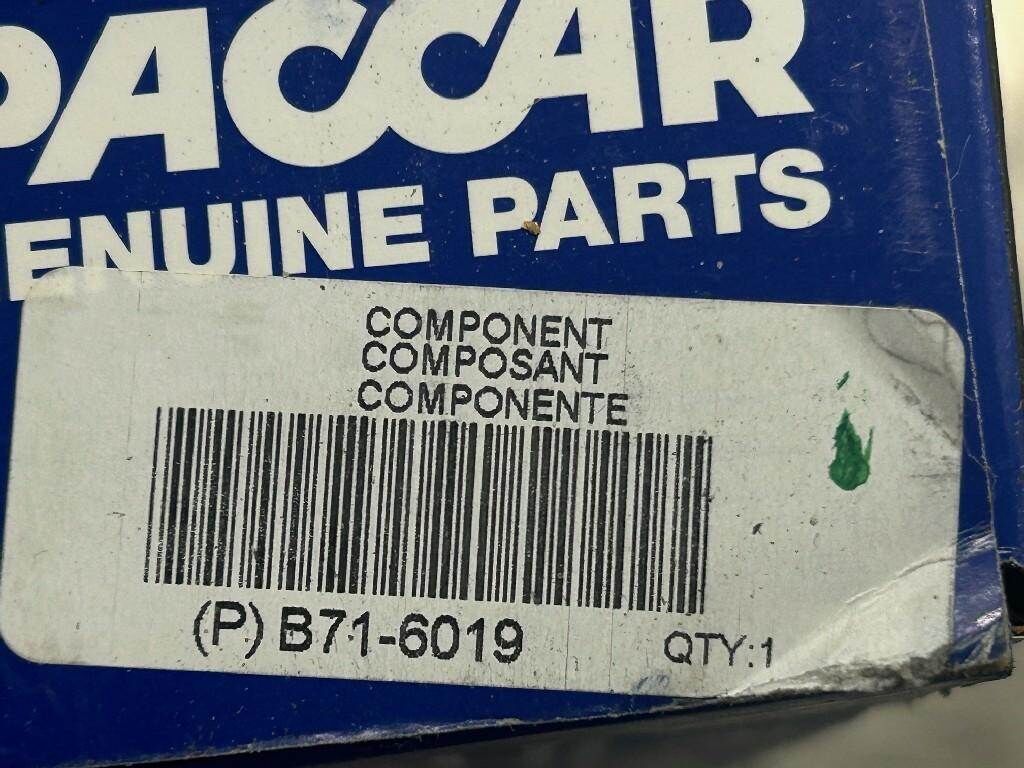 PACCAR
ENUINE PARTS
COMPONENT
COMPOSANT
COMPONENTE
(P) B71-6019
QTY:1